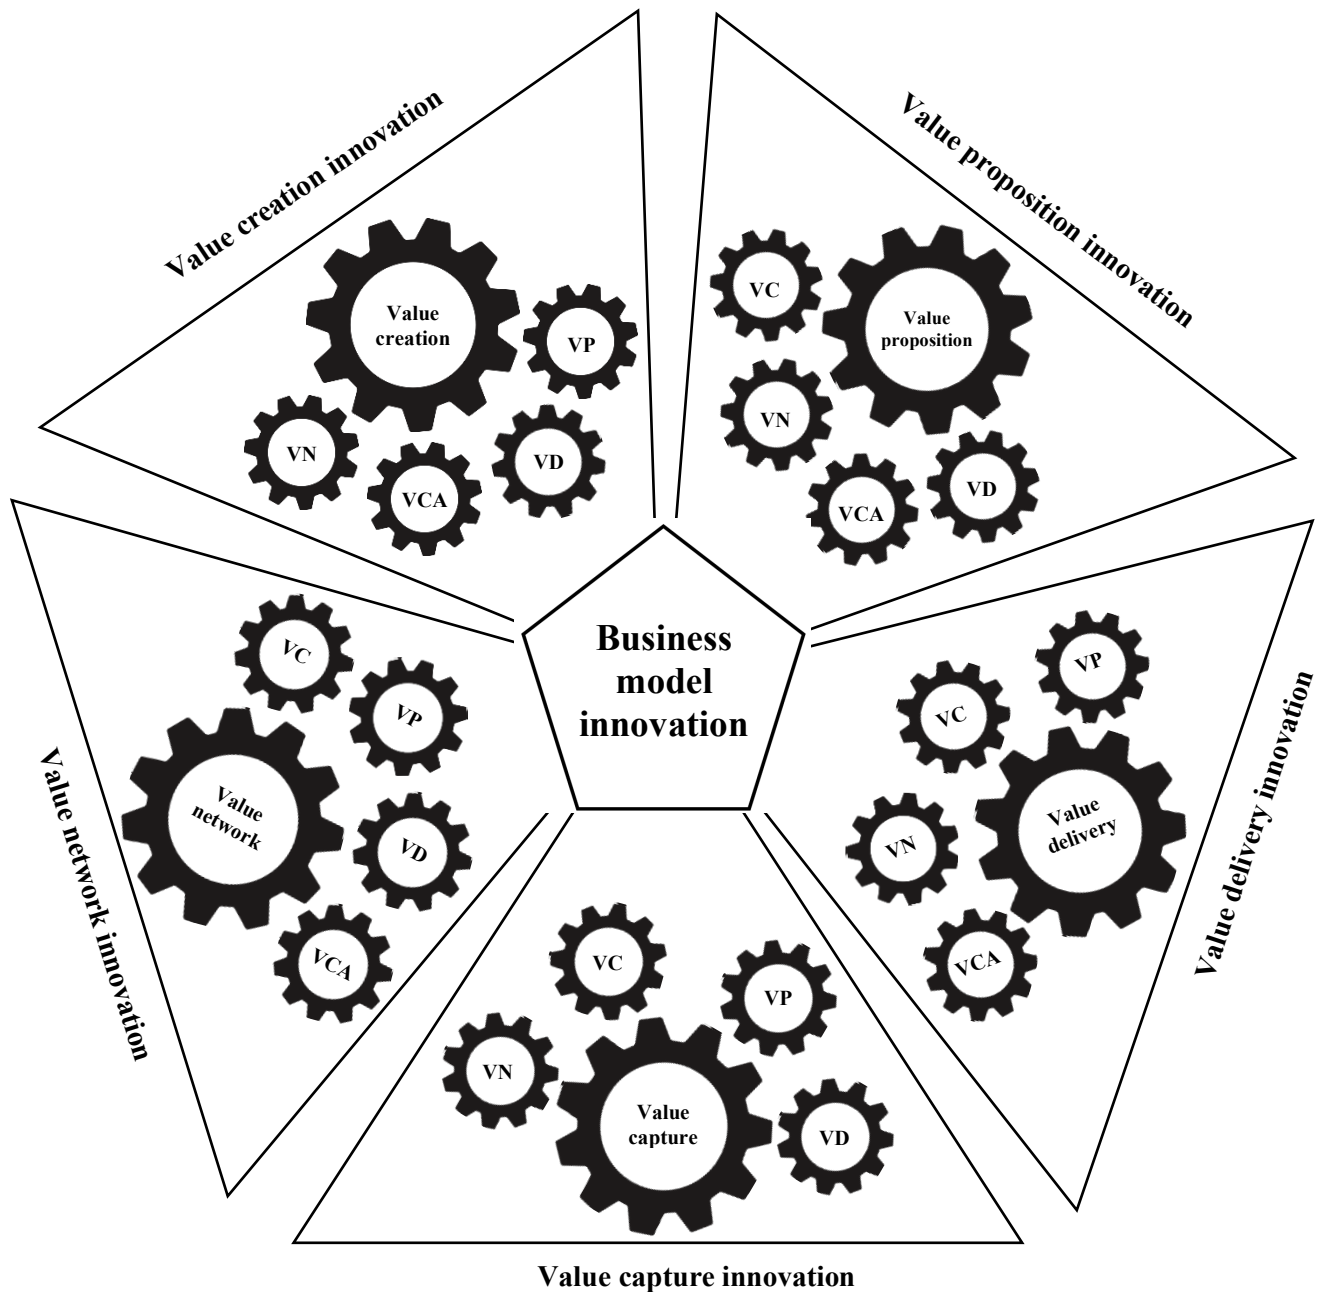 Value creation innovation
Value
creation
VP
VN
VCA
VD
Value proposition innovation
VC
Value
proposition
VN
VCA
VD
Business
model
innovation
Value network innovation
VC
VP
Value
network
VD
VCA
Value delivery innovation
VP
VC
VN
Value
delivery
VCA
VC
VP
VN
Value
capture
VD
Value capture innovation